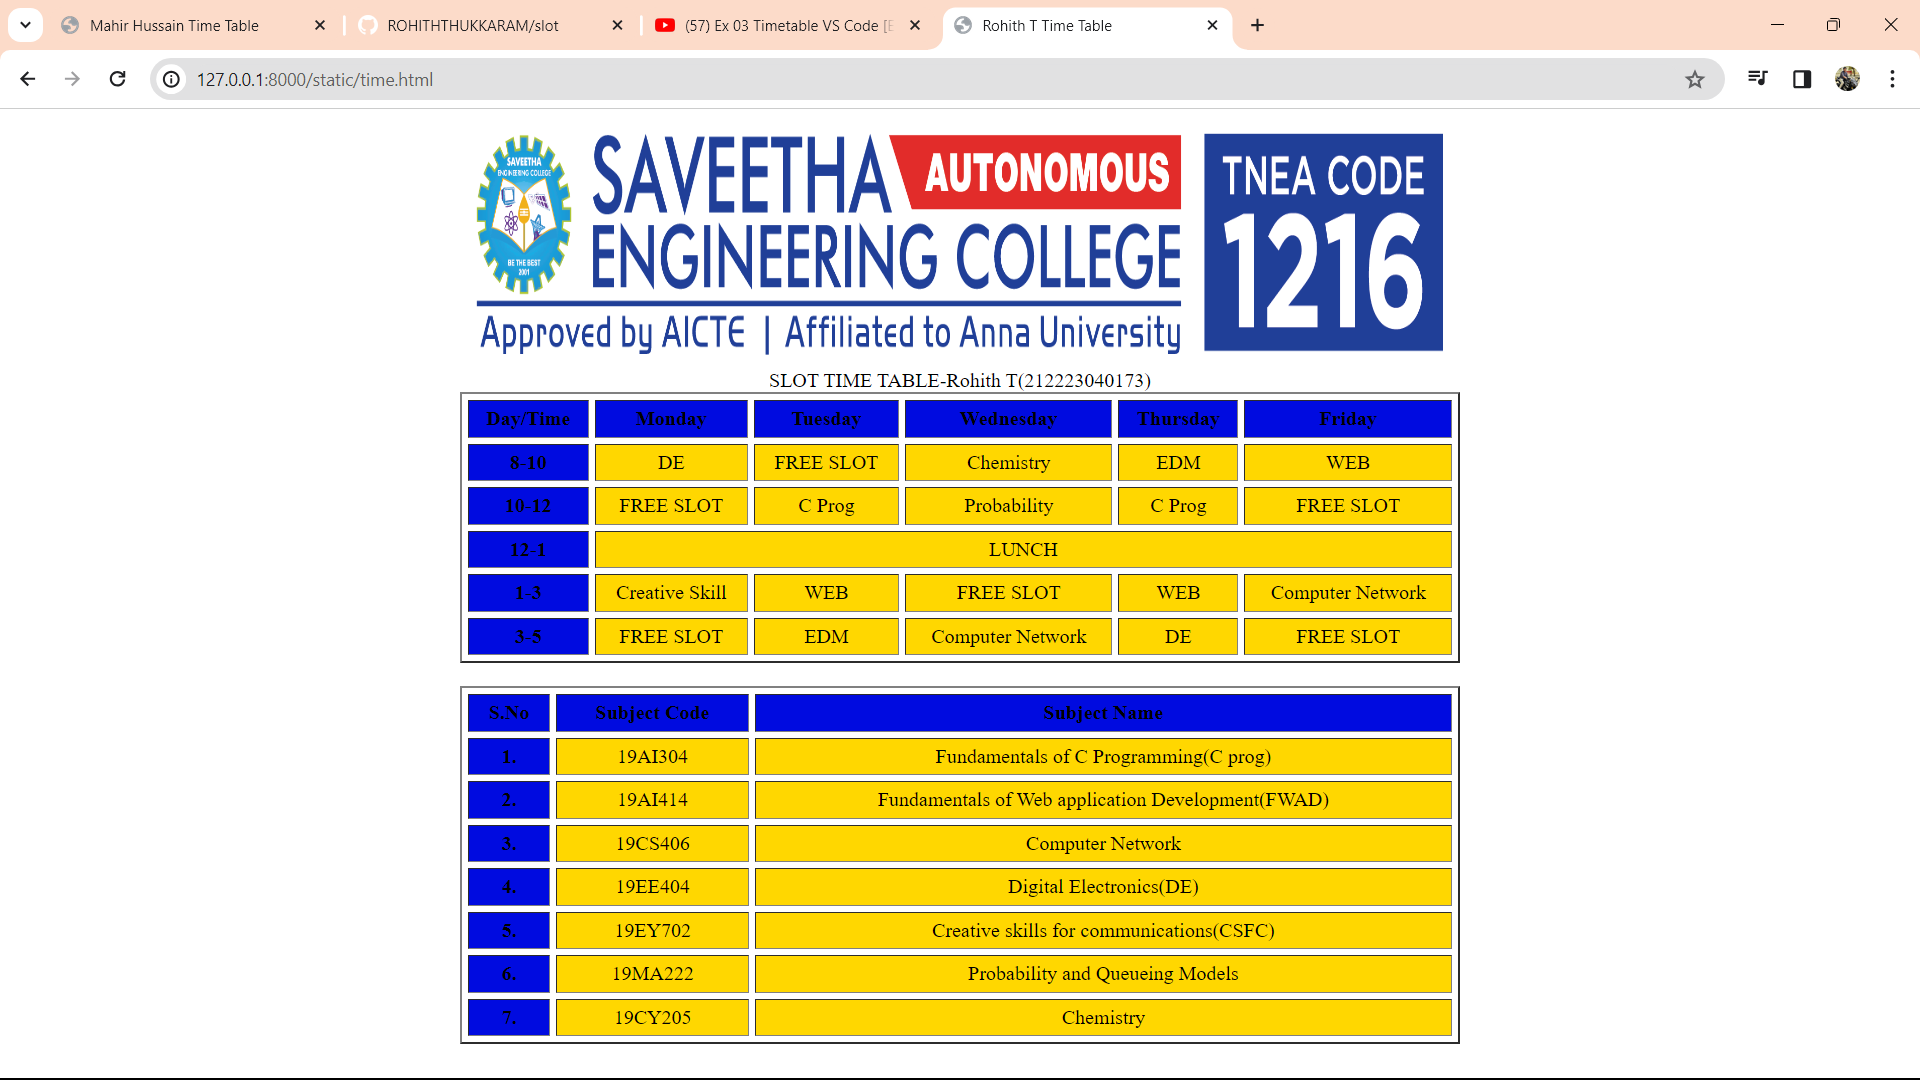 Mahir Hussain Time Table
ROHITHTHUKKARAM/slot
(57) Ex 03 Timetable VS Code [E
Rohith T Time Table
127.0.0.1:8000/static/time.html
SAVEETHA
ENGINEERING COLLEGE
BE THE BEST
2001
SAVEETHA AUTONOMOUS
ENGINEERING COLLEGE
Approved by AICTE | Affiliated to Anna University
TNEA CODE
1216
SLOT TIME TABLE-Rohith T(212223040173)
Day/Time Monday Tuesday Wednesday Thursday Friday
8-10 DE FREE SLOT Chemistry EDM WEB
10-12 FREE SLOT C Prog Probability C Prog FREE SLOT
12-1 LUNCH
1-3 Creative Skill WEB FREE SLOT WEB Computer Network
3-5 FREE SLOT EDM Computer Network DE FREE SLOT
S.No Subject Code Subject Name
1. 19AI304 Fundamentals of C Programming(C prog)
2. 19AI414 Fundamentals of Web application Development(FWAD)
3. 19CS406 Computer Network
4. 19EE404 Digital Electronics(DE)
5. 19EY702 Creative skills for communications(CSFC)
6. 19MA222 Probability and Queueing Models
7. 19CY205 Chemistry